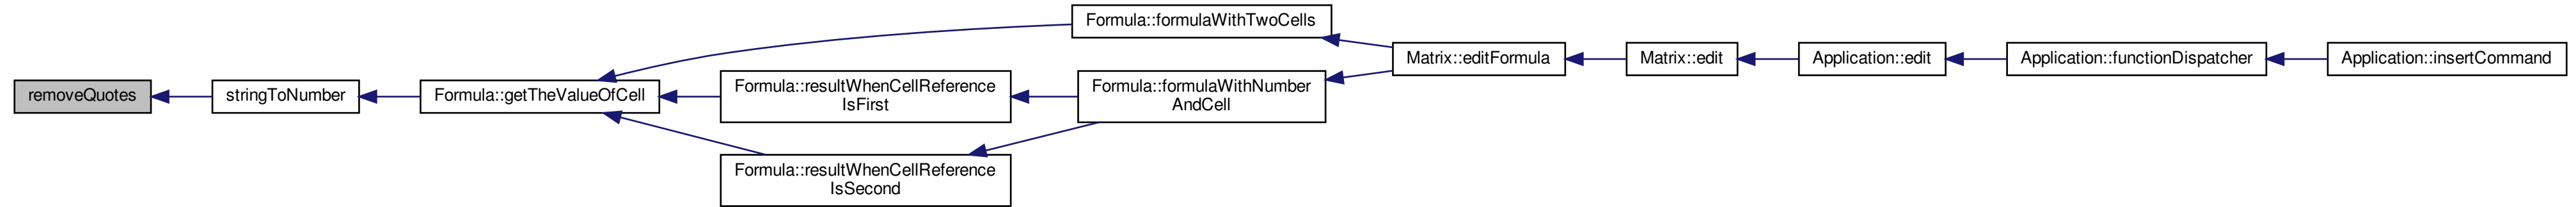 removeQuotes
stringToNumber
Formula::getTheValueOfCell
Formula::formulaWithTwoCells
Formula::resultWhenCellReference
IsFirst
Formula::resultWhenCellReference
IsSecond
Formula::formulaWithNumber
AndCell
Matrix::editFormula
Matrix::edit
Application::edit
Application::functionDispatcher
Application::insertCommand